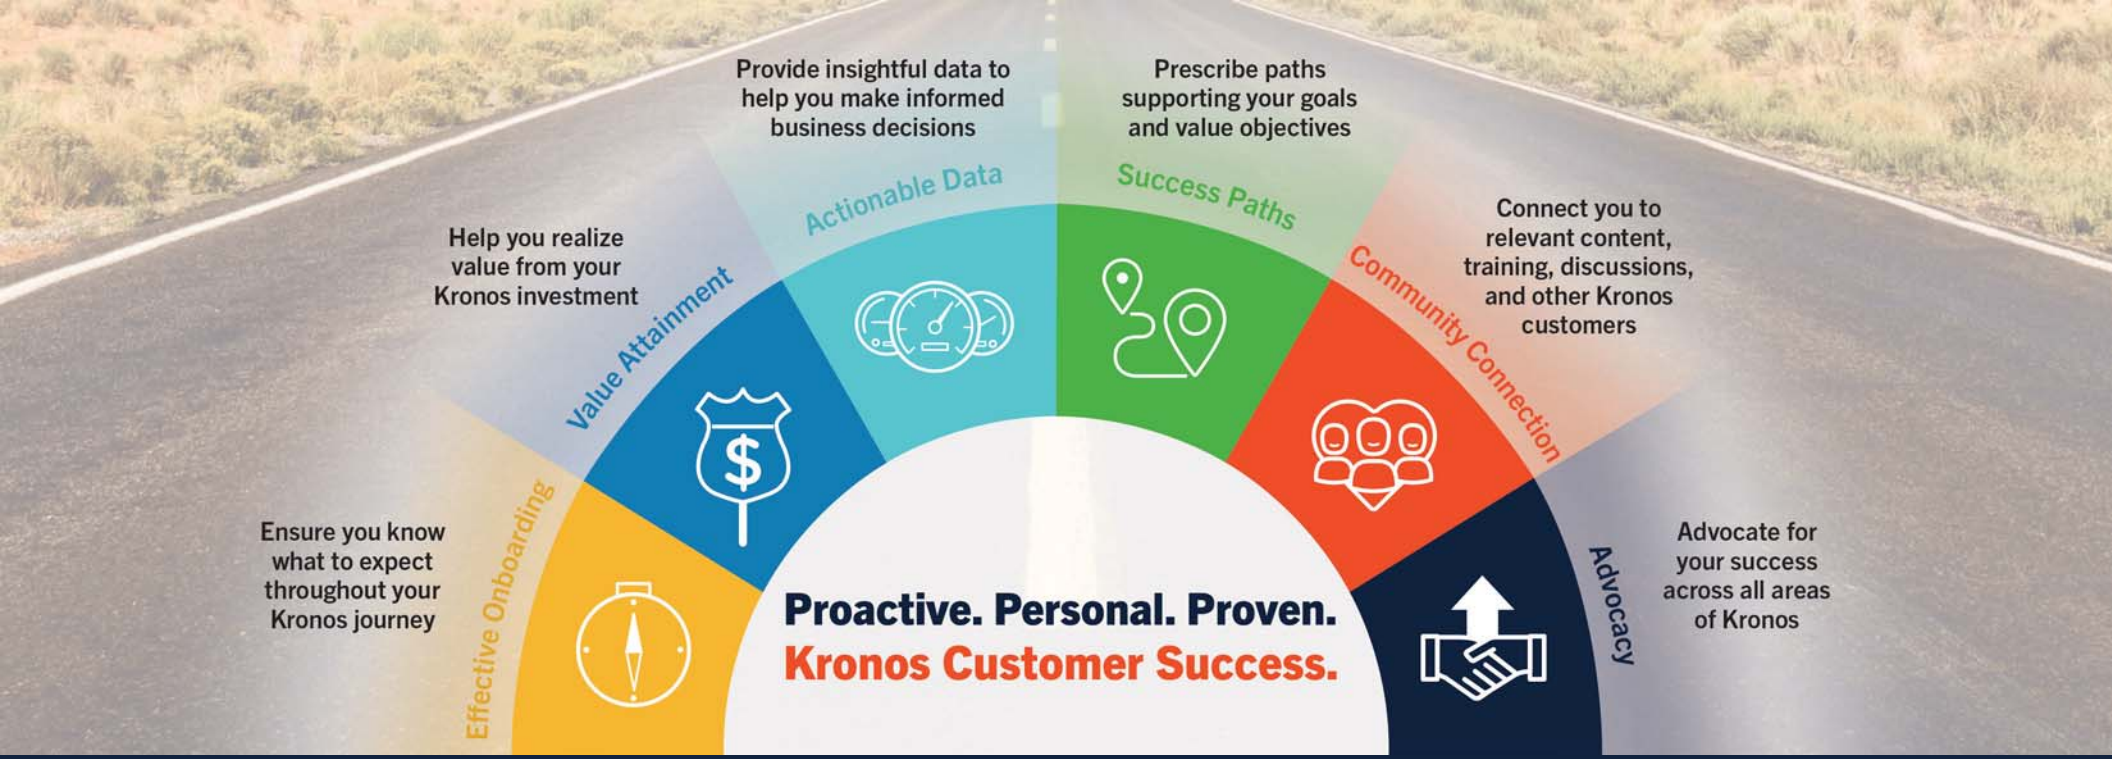 Ensure you know
what to expect
throughout your
Kronos journey
Effective Onboarding
Help you realize
value from your
Kronos investment
Value Attainment
Provide insightful data to
help you make informed
business decisions
Actionable Data
Prescribe paths
supporting your goals
and value objectives
Success Paths
Connect you to
relevant content,
training, discussions,
and other Kronos
customers
Community Connection
Advocate for
your success
across all areas
of Kronos
Advocacy
$
Proactive. Personal. Proven.
Kronos Customer Success.